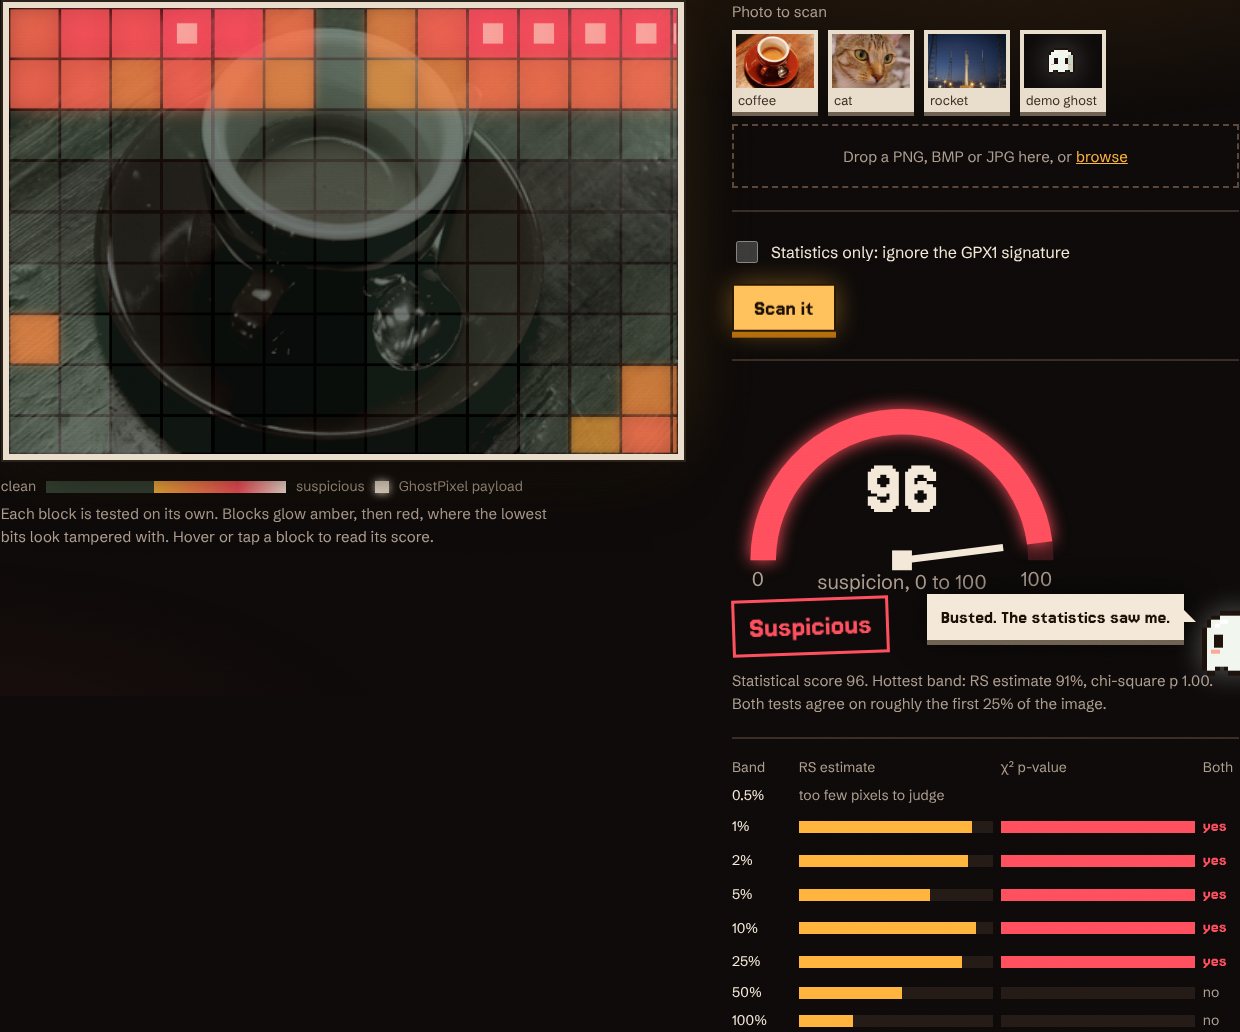 Photo to scan
coffee
cat
rocket
demo ghost
Drop a PNG, BMP or JPG here, or browse
Statistics only: ignore the GPX1 signature
Scan it
96
0
suspicion, 0 to 100
100
Suspicious
Busted. The statistics saw me.
Statistical score 96. Hottest band: RS estimate 91%, chi-square p 1.00.
Both tests agree on roughly the first 25% of the image.
Band RS estimate χ² p-value Both
0.5% too few pixels to judge
1% yes
2% yes
5% yes
10% yes
25% yes
50% no
100% no
clean
suspicious
GhostPixel payload
Each block is tested on its own. Blocks glow amber, then red, where the lowest
bits look tampered with. Hover or tap a block to read its score.